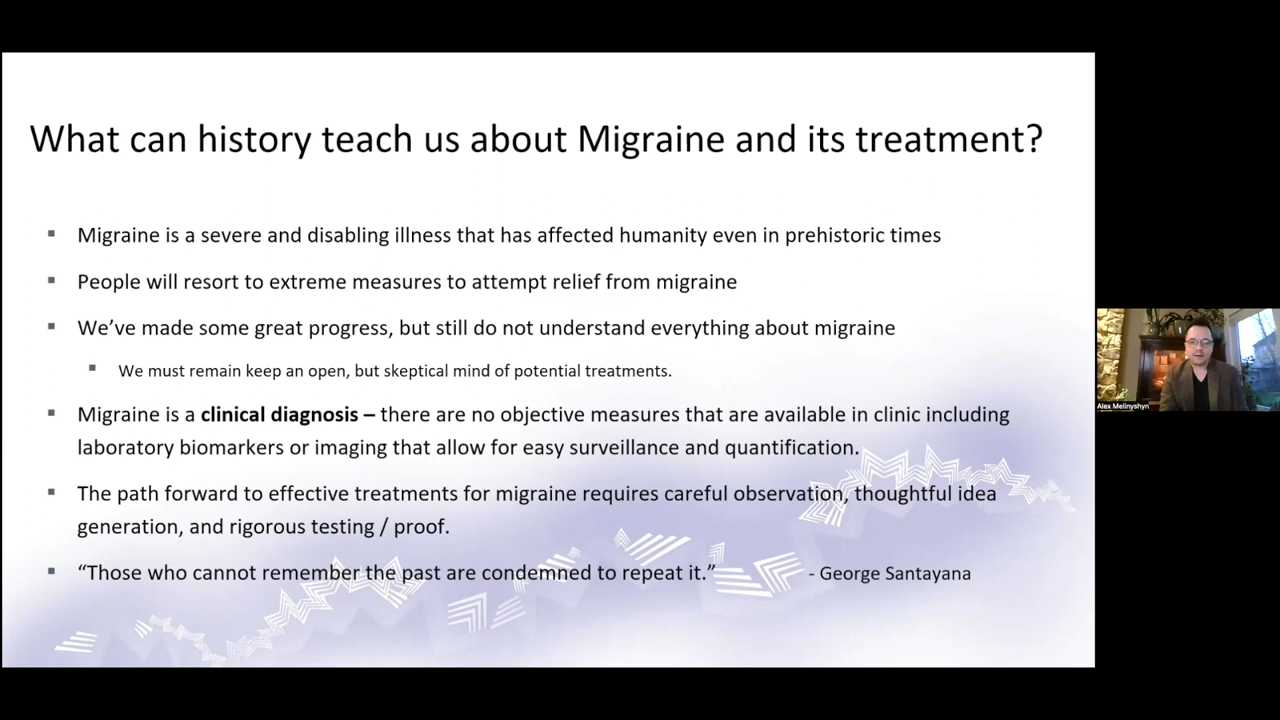 What can history teach us about Migraine and its treatment?
Migraine is a severe and disabling illness that has affected humanity even in prehistoric times
People will resort to extreme measures to attempt relief from migraine
We’ve made some great progress, but still do not understand everything about migraine
We must remain keep an open, but skeptical mind of potential treatments.
Migraine is a clinical diagnosis – there are no objective measures that are available in clinic including
laboratory biomarkers or imaging that allow for easy surveillance and quantification.
The path forward to effective treatments for migraine requires careful observation, thoughtful idea
generation, and rigorous testing / proof.
“Those who cannot remember the past are condemned to repeat it.” - George Santayana
Alex Melinyshyn